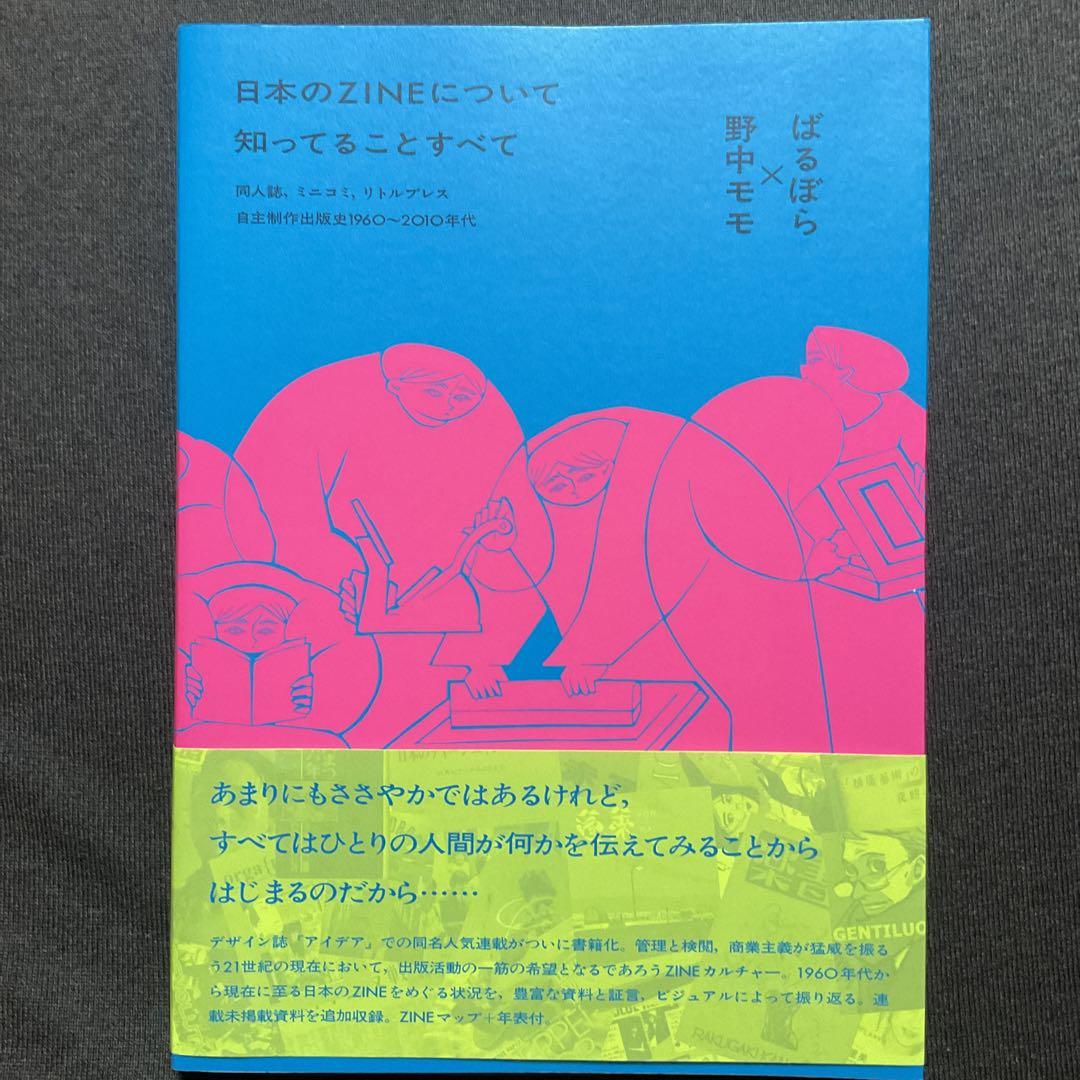 日本のZINEについて
知ってることすべて
同人誌、ミニコミ、リトルプレス
自主制作出版史1960〜2010年代
ばるぼら
×
野中モモ
あまりにもささやかではあるけれど，
すべてはひとりの人間が何かを伝えてみることから
はじまるのだから……
デザイン誌『アイデア』での同名人気連載がついに書籍化。管理と検閲，商業主義が猛威を振る
う21世紀の現在において，出版活動の一筋の希望となるであろうZINEカルチャー。1960年代か
ら現在に至る日本のZINEをめぐる状況を，豊富な資料と証言，ビジュアルによって振り返る。連
載未掲載資料を追加収録。ZINEマップ＋年表付。
GENTILUO